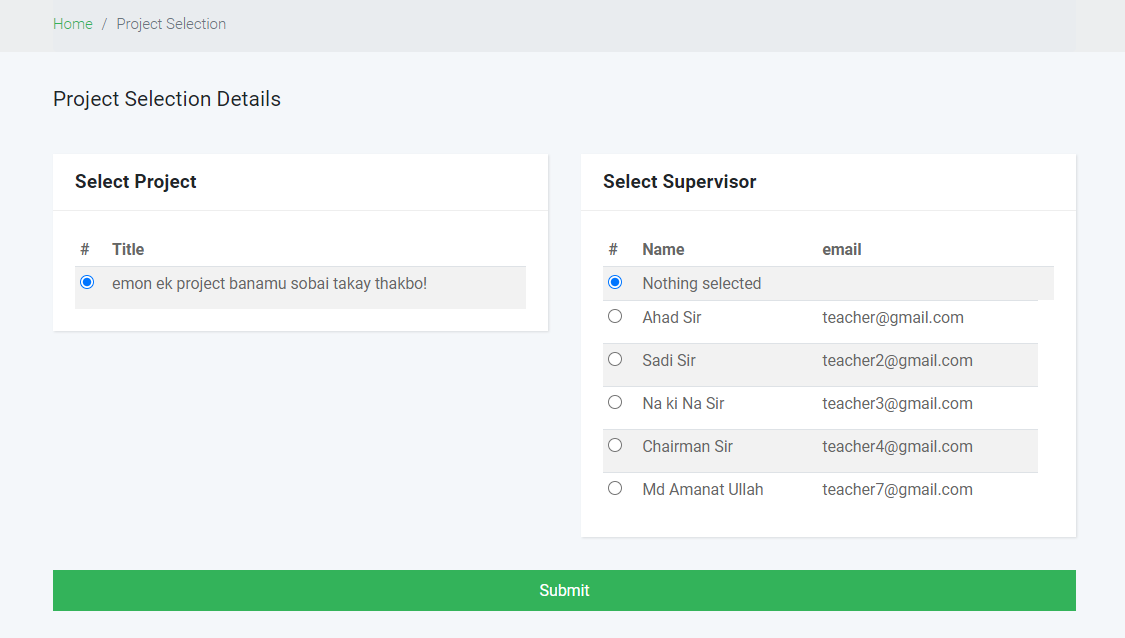 Home / Project Selection
Project Selection Details
Select Project
# Title
emon ek project banamu sobai takay thakbo!
Select Supervisor
# Name email
Nothing selected
Ahad Sir teacher@gmail.com
Sadi Sir teacher2@gmail.com
Na ki Na Sir teacher3@gmail.com
Chairman Sir teacher4@gmail.com
Md Amanat Ullah teacher7@gmail.com
Submit